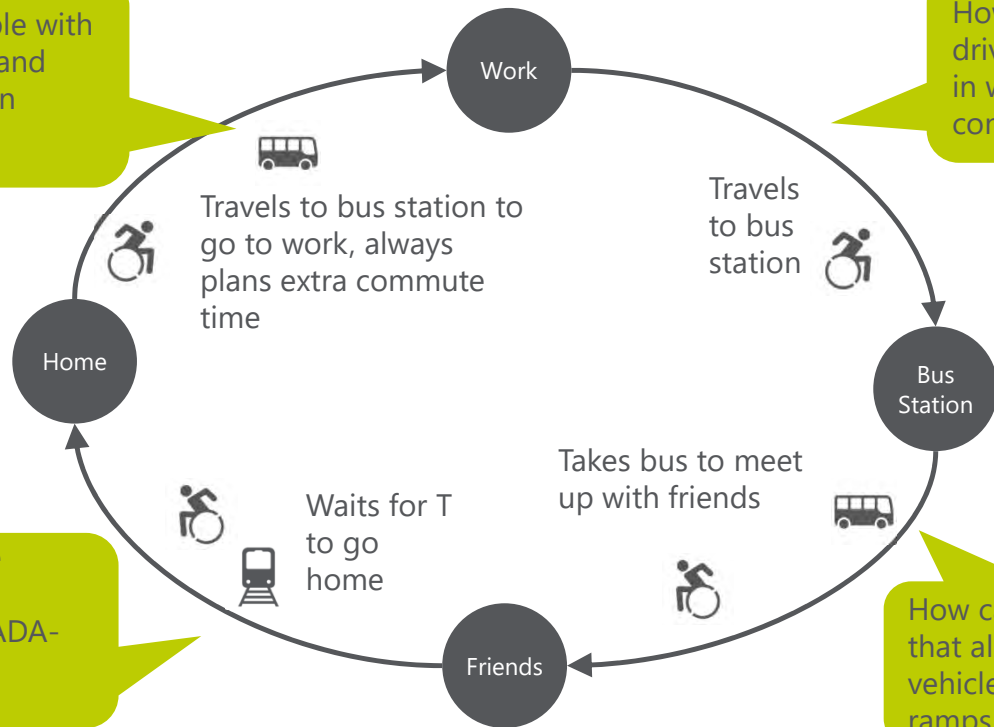 and
How
driv
in v
con
Work
Travels to bus station to
go to work, always
plans extra commute
time
Travels
to bus
station
Home
Bus
Station
Takes bus to meet
up with friends
Waits for T
to go
home
ADA-
Friends
How c
that al
vehicle
ramps